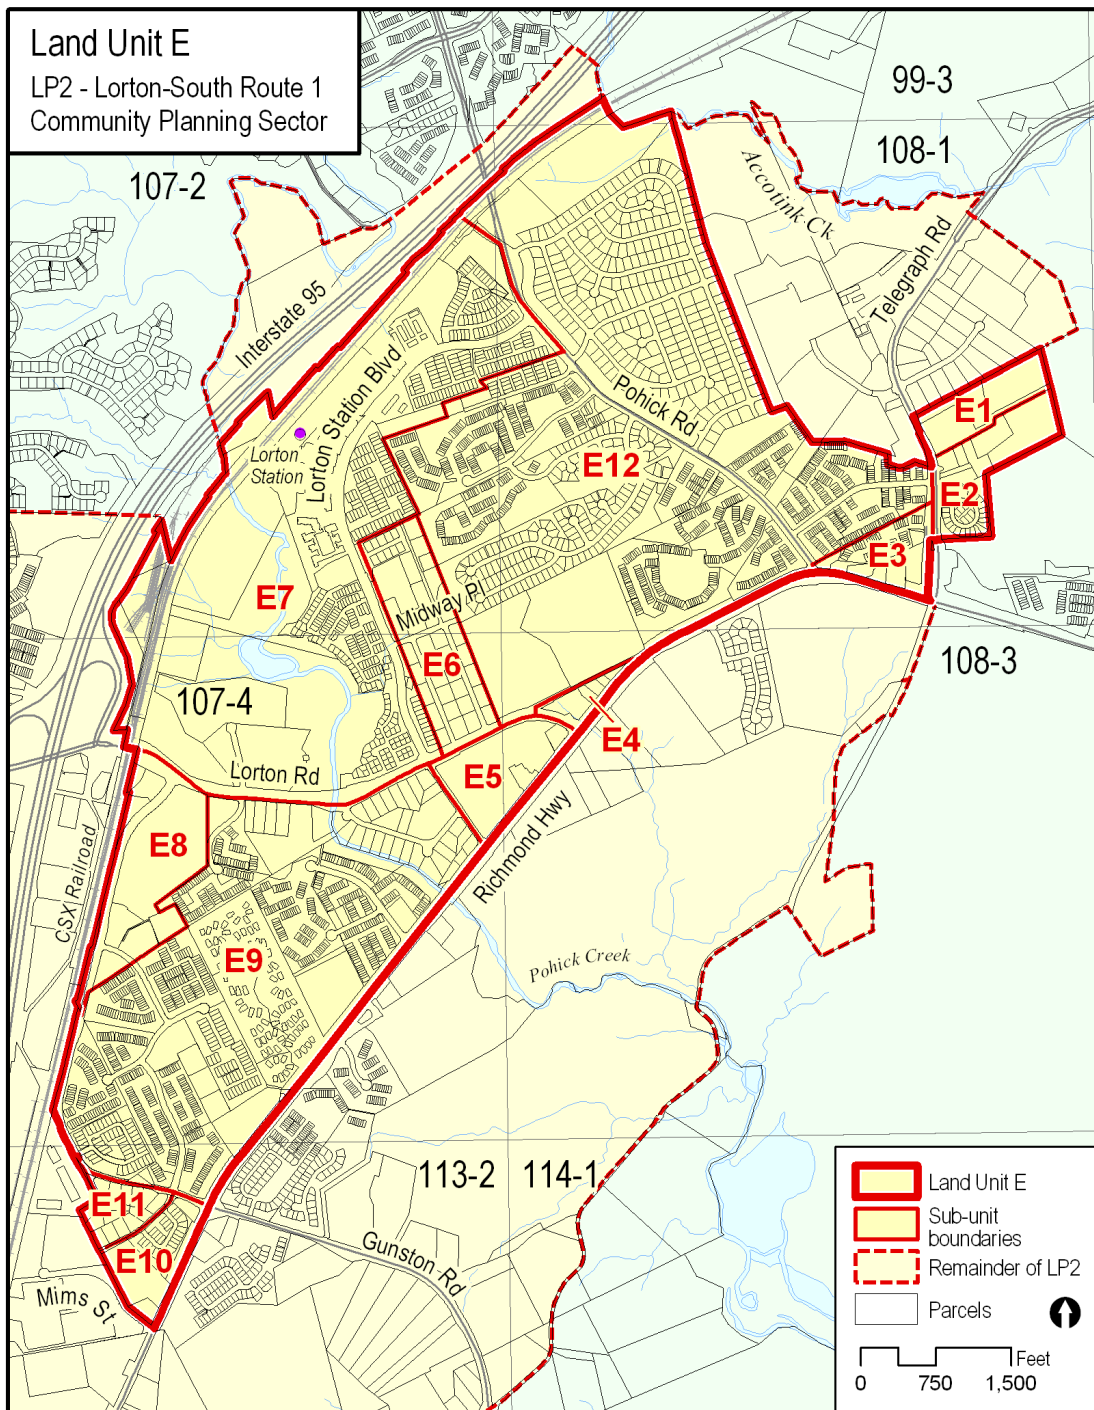 Land Unit E
LP2 - Lorton-South Route 1
Community Planning Sector
99-3
108-1
107-2
Accotink Ck
Telegraph Rd
Interstate 95
Lorton Station Blvd
Pohick Rd
E1
Lorton
Station
E12
E2
E3
E7
Midway Pl
E6
107-4
108-3
E4
Lorton Rd
E5
E8
Richmond Hwy
CSX Railroad
E9
Pohick Creek
113-2
114-1
E11
E10
Gunston Rd
Mims St
Land Unit E
Sub-unit
boundaries
Remainder of LP2
Parcels
Feet
0 750 1,500